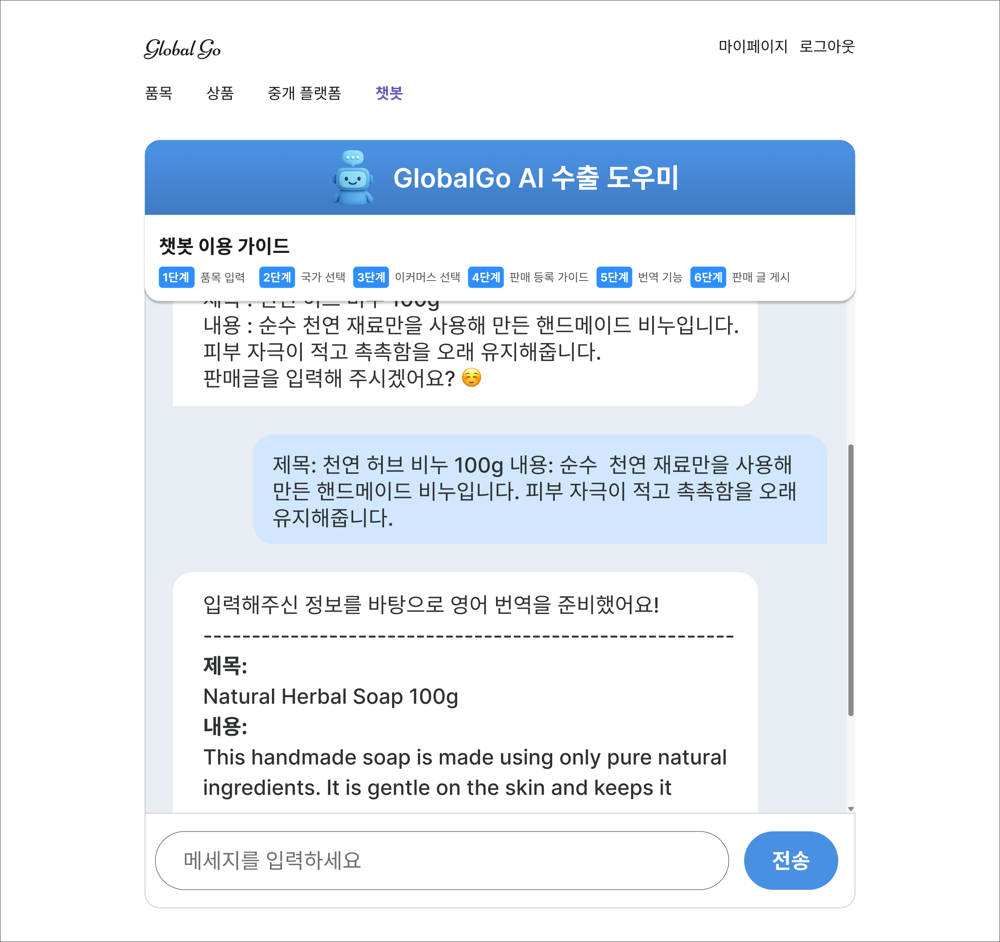 Global Go
마이페이지 로그아웃
품목 상품 중개 플랫폼 챗봇
GlobalGo AI 수출 도우미
챗봇 이용 가이드
1단계 품목 입력 2단계 국가 선택 3단계 이커머스 선택 4단계 판매 등록 가이드 5단계 번역 기능 6단계 판매 글 게시
비누 100g
내용 : 순수 천연 재료만을 사용해 만든 핸드메이드 비누입니다.
피부 자극이 적고 촉촉함을 오래 유지해줍니다.
판매글을 입력해 주시겠어요? ☺️
제목: 천연 허브 비누 100g 내용: 순수  천연 재료만을 사용해
만든 핸드메이드 비누입니다. 피부 자극이 적고 촉촉함을 오래
유지해줍니다.
입력해주신 정보를 바탕으로 영어 번역을 준비했어요!
-------------------------------------------------------
제목:
Natural Herbal Soap 100g
내용:
This handmade soap is made using only pure natural
ingredients. It is gentle on the skin and keeps it
메세지를 입력하세요
전송